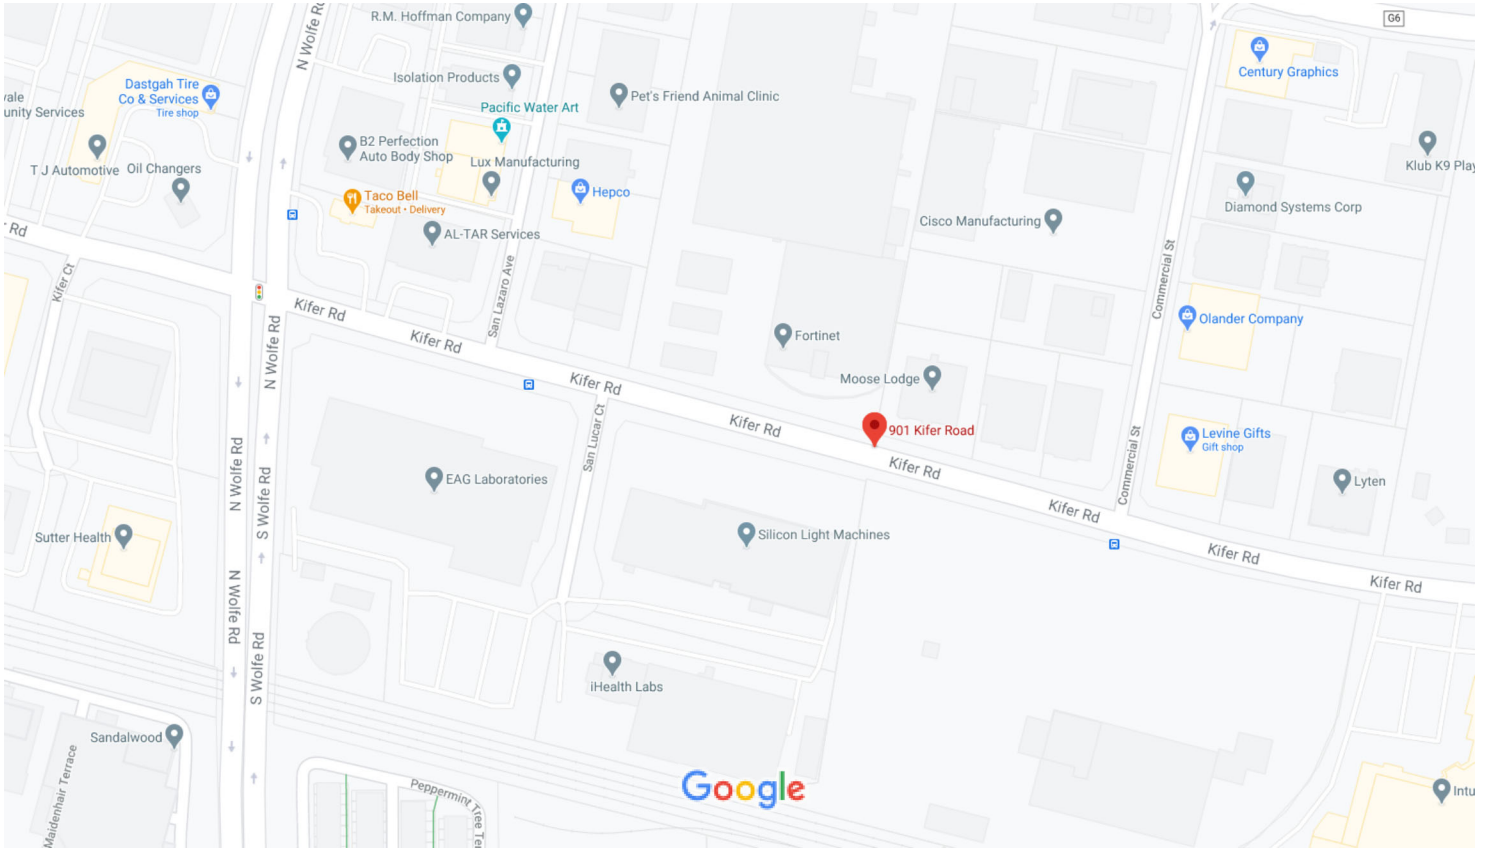 R.M. Hoffman Company
G6
N Wolfe Rd
Century Graphics
Dastgah Tire
Co & Services
Tire shop
Isolation Products
Pet's Friend Animal Clinic
vale
unity Services
Pacific Water Art
B2 Perfection
Auto Body Shop
T J Automotive
Oil Changers
Lux Manufacturing
Klub K9 Play
Taco Bell
Takeout • Delivery
Hepco
Diamond Systems Corp
Cisco Manufacturing
AL-TAR Services
Rd
Kifer Ct
San Lazaro Ave
Commercial St
Kifer Rd
Olander Company
Fortinet
Kifer Rd
N Wolfe Rd
Kifer Rd
Moose Lodge
Kifer Rd
901 Kifer Road
San Lucar Ct
Levine Gifts
Gift shop
Commercial St
Kifer Rd
N Wolfe Rd
S Wolfe Rd
EAG Laboratories
Lyten
Kifer Rd
Sutter Health
Silicon Light Machines
Kifer Rd
Kifer Rd
N Wolfe Rd
S Wolfe Rd
iHealth Labs
Sandalwood
Maidenhair Terrace
Peppermint Tree Ter
Google
Intu